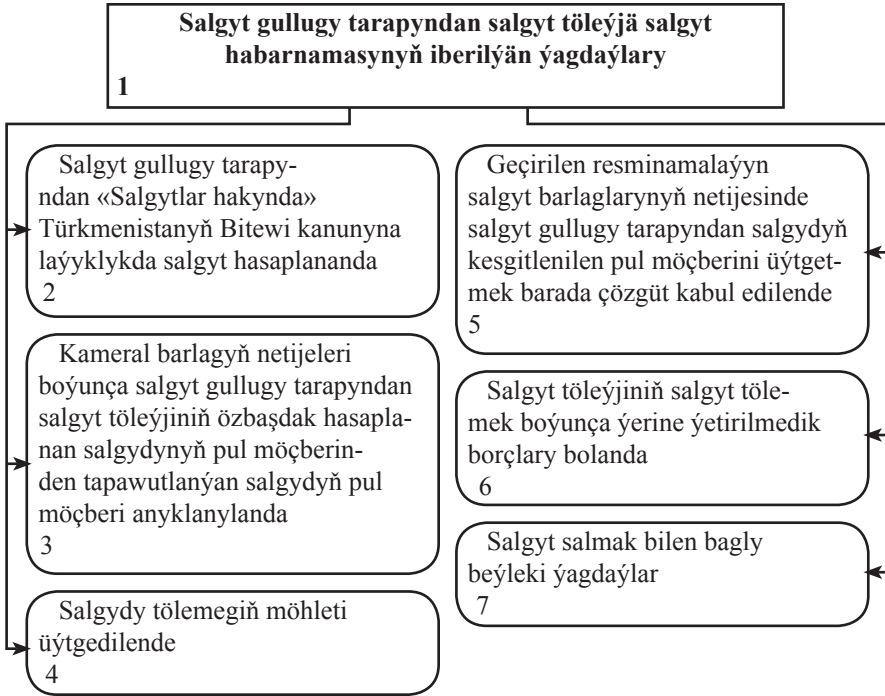 Salgyt gullugy tarapyndan salgyt töleýjä salgyt
habarnamasynyň iberilýän ýagdaýlary
1
Salgyt gullugy tarapy-
ndan «Salgytlar hakynda»
Türkmenistanyň Bitewi kanunyna
laýyklykda salgyt hasaplananda
2
Kameral barlagyň netijeleri
boýunça salgyt gullugy tarapyndan
salgyt töleýjiniň özbaşdak hasapla-
nan salgydynyň pul möçberin-
den tapawutlanýan salgydyň pul
möçberi anyklanylanda
3
Salgydy tölemegiň möhleti
üýtgedilende
4
Geçirilen resminamalaýyn
salgyt barlaglarynyň netijesinde
salgyt gullugy tarapyndan salgydyň
kesgitlenilen pul möçberini üýtget-
mek barada çözgüt kabul edilende
5
Salgyt töleýjiniň salgyt töle-
mek boýunça ýerine ýetirilmedik
borçlary bolanda
6
Salgyt salmak bilen bagly
beýleki ýagdaýlar
7